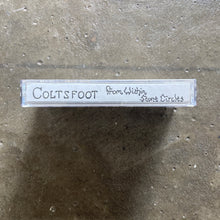 COLTSFOOT From Within
Stone Circles